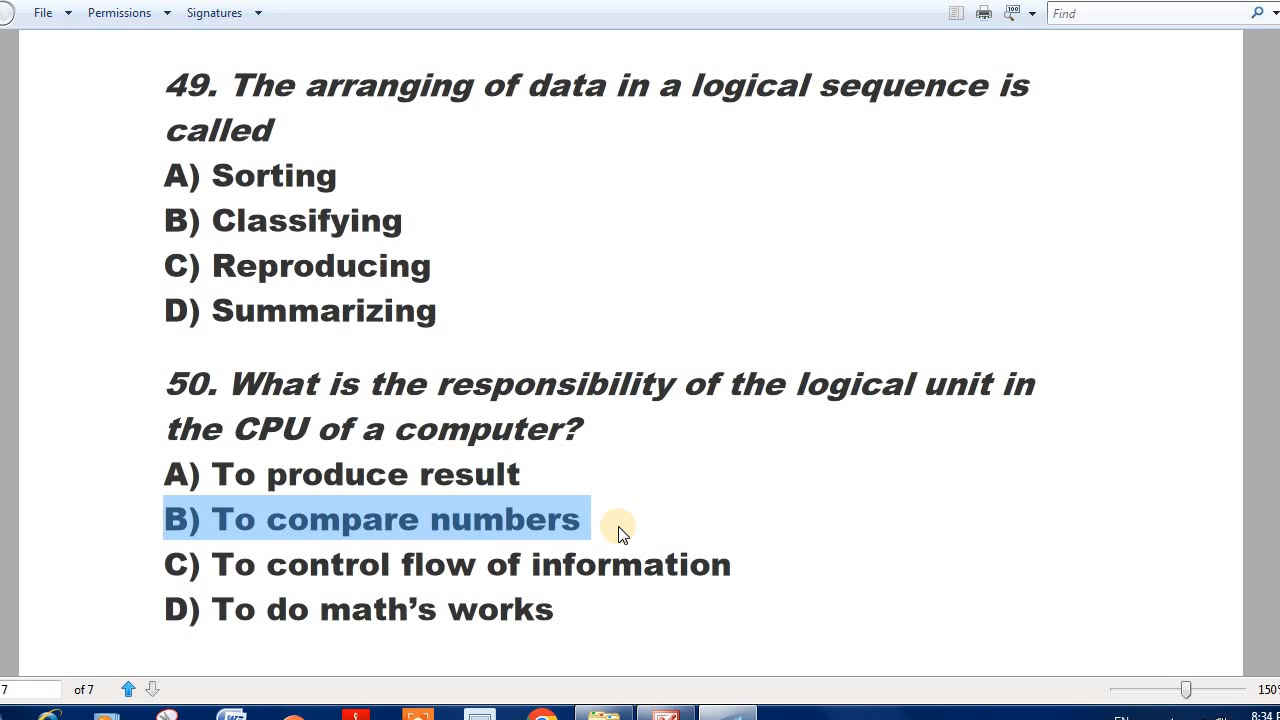 File Permissions Signatures Find
49. The arranging of data in a logical sequence is
called
A) Sorting
B) Classifying
C) Reproducing
D) Summarizing
50. What is the responsibility of the logical unit in
the CPU of a computer?
A) To produce result
B) To compare numbers
C) To control flow of information
D) To do math’s works
7 of 7 150%
EN 8:34